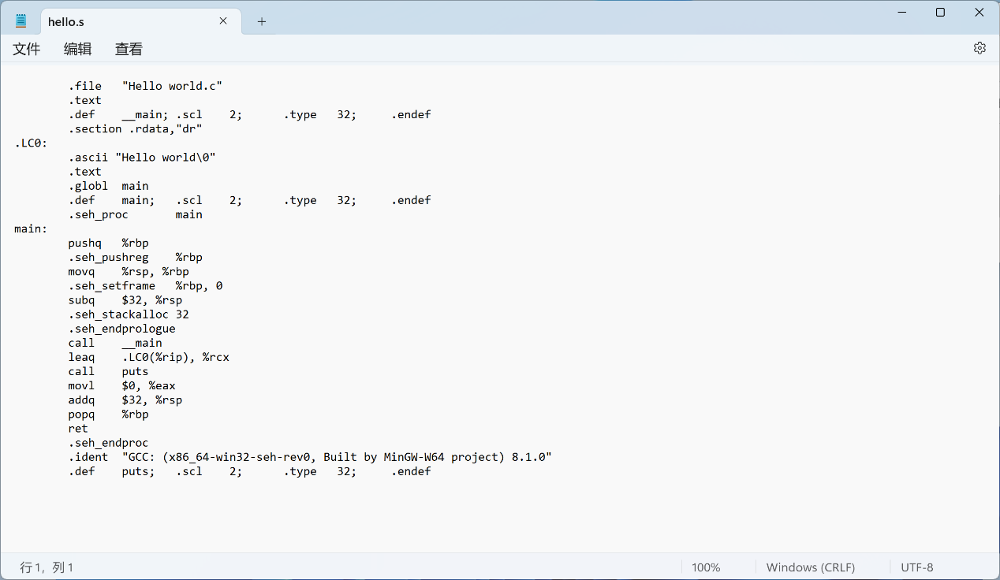 hello.s
文件 编辑 查看
.file "Hello world.c"
.text
.def __main; .scl 2; .type 32; .endef
.section .rdata,"dr"
.LC0:
.ascii "Hello world\0"
.text
.globl main
.def main; .scl 2; .type 32; .endef
.seh_proc main
main:
pushq %rbp
.seh_pushreg %rbp
movq %rsp, %rbp
.seh_setframe %rbp, 0
subq $32, %rsp
.seh_stackalloc 32
.seh_endprologue
call __main
leaq .LC0(%rip), %rcx
call puts
movl $0, %eax
addq $32, %rsp
popq %rbp
ret
.seh_endproc
.ident "GCC: (x86_64-win32-seh-rev0, Built by MinGW-W64 project) 8.1.0"
.def puts; .scl 2; .type 32; .endef
行 1，列 1 100% Windows (CRLF) UTF-8